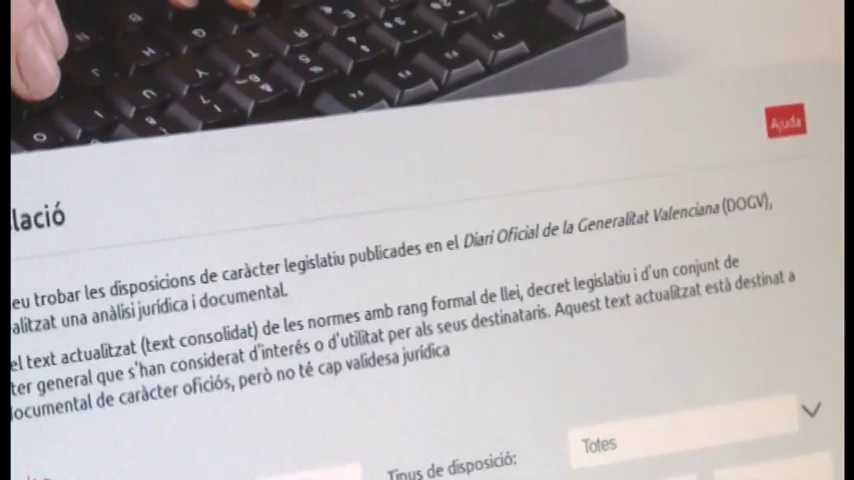 Ajuda
lació
eu trobar les disposicions de caràcter legislatiu publicades en el Diari Oficial de la Generalitat Valenciana (DOGV),
alitzat una anàlisi jurídica i documental.
el text actualitzat (text consolidat) de les normes amb rang formal de llei, decret legislatiu i d'un conjunt de
ter general que s'han considerat d'interés o d'utilitat per als seus destinataris. Aquest text actualitzat està destinat a
ocumental de caràcter oficiós, però no té cap validesa jurídica
Tipus de disposició:
Totes